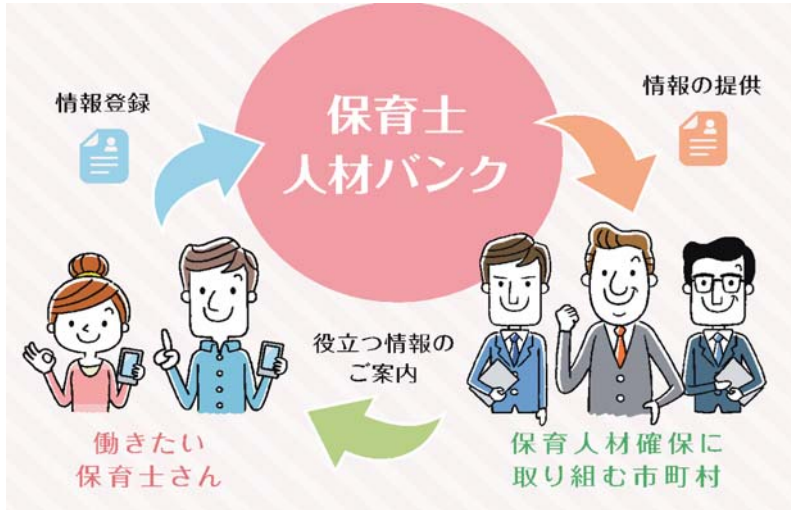 情報登録
保育士
人材バンク
情報の提供
役立つ情報の
ご案内
働きたい
保育士さん
保育人材確保に
取り組む市町村